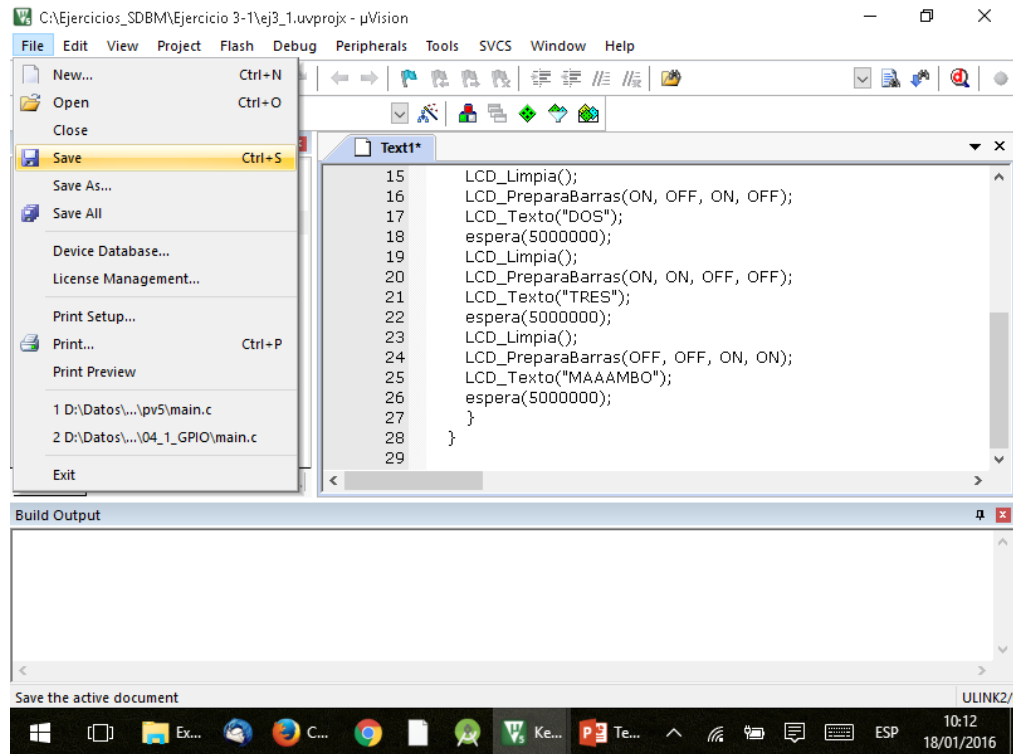 C:\Ejercicios_SDBM\Ejercicio 3-1\ej3_1.uvprojx - µVision
File Edit View Project Flash Debug Peripherals Tools SVCS Window Help
New... Ctrl+N
Open Ctrl+O
Close
Save Ctrl+S
Save As...
Save All
Device Database...
License Management...
Print Setup...
Print... Ctrl+P
Print Preview
1 D:\Datos\...\pv5\main.c
2 D:\Datos\...\04_1_GPIO\main.c
Exit
Text1*
15 LCD_Limpia();
16 LCD_PreparaBarras(ON, OFF, ON, OFF);
17 LCD_Texto("DOS");
18 espera(5000000);
19 LCD_Limpia();
20 LCD_PreparaBarras(ON, ON, OFF, OFF);
21 LCD_Texto("TRES");
22 espera(5000000);
23 LCD_Limpia();
24 LCD_PreparaBarras(OFF, OFF, ON, ON);
25 LCD_Texto("MAAAMBO");
26 espera(5000000);
27 }
28 }
29
Build Output
Save the active document ULINK2/
Ex... C... Ke... Te... ESP 10:12
18/01/2016